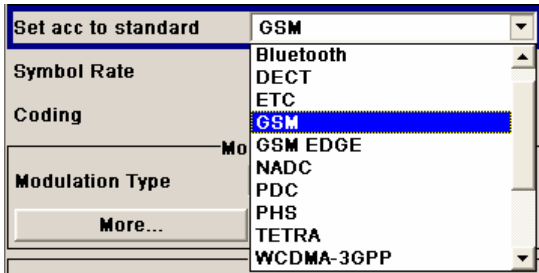 Set acc to standard GSM
Bluetooth
Symbol Rate DECT
ETC
Coding GSM
Mo GSM EDGE
NADC
Modulation Type PDC
PHS
More... TETRA
WCDMA-3GPP